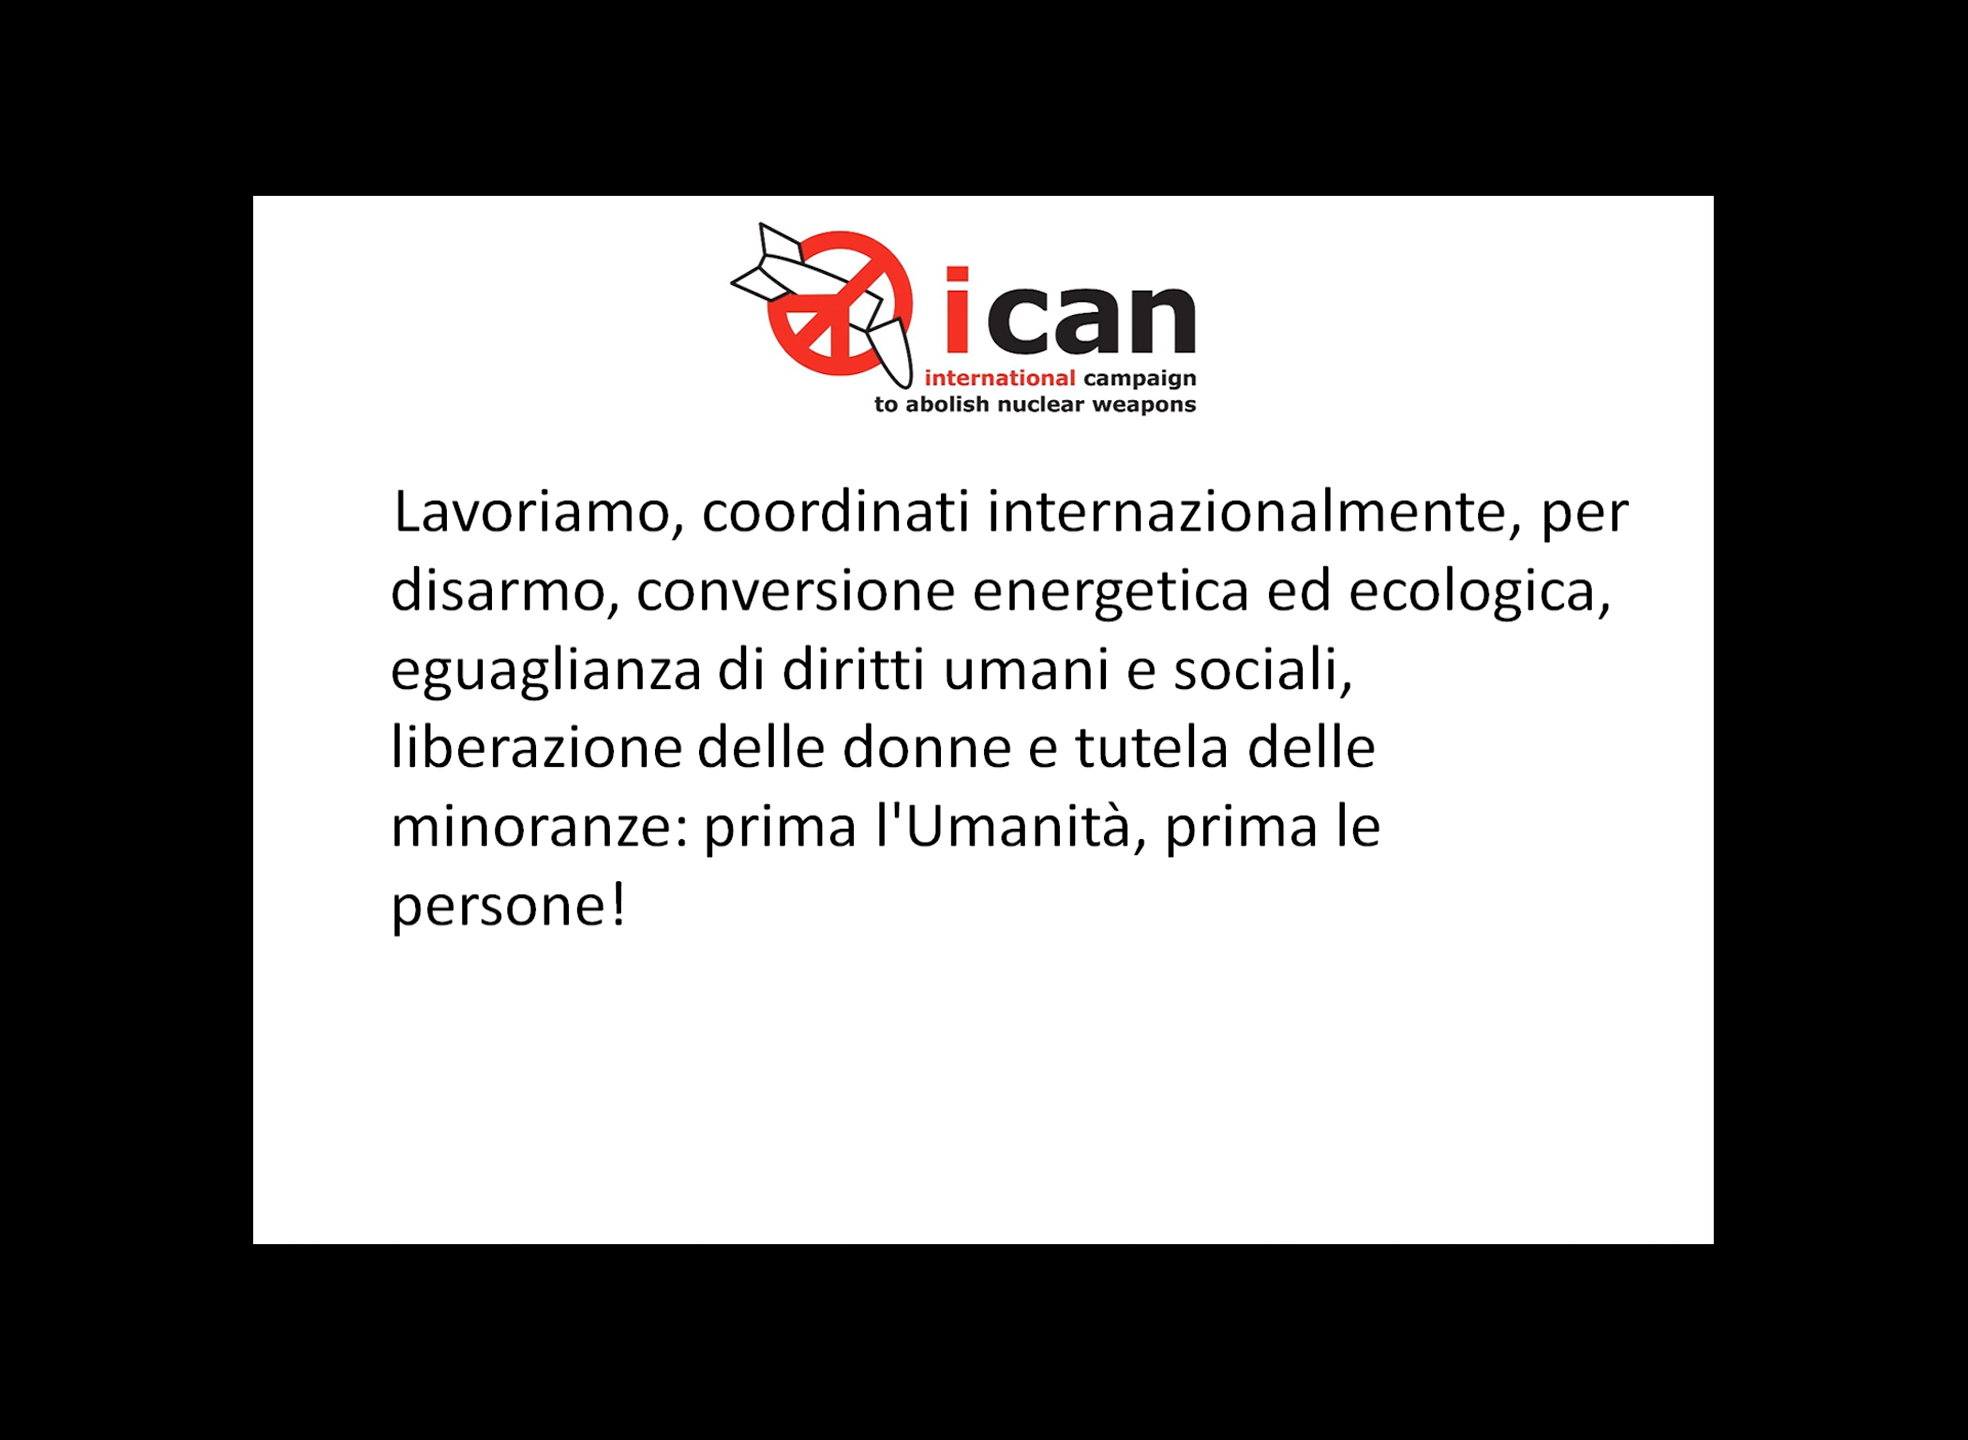 ican
international campaign
to abolish nuclear weapons
Lavoriamo, coordinati internazionalmente, per
disarmo, conversione energetica ed ecologica,
eguaglianza di diritti umani e sociali,
liberazione delle donne e tutela delle
minoranze: prima l'Umanità, prima le
persone!